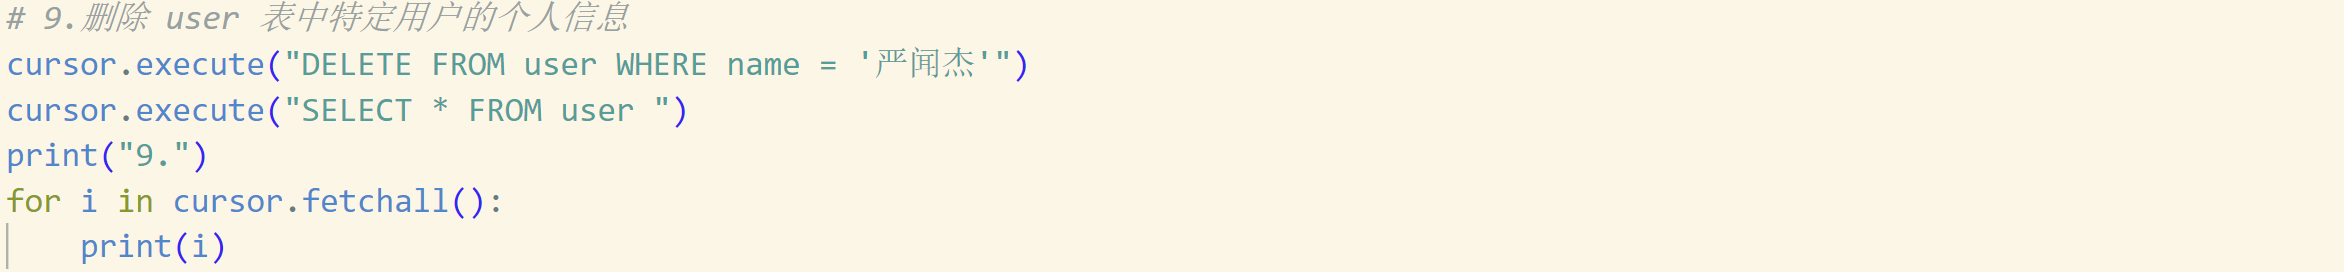 # 9.删除 user 表中特定用户的个人信息
cursor.execute("DELETE FROM user WHERE name = '严闻杰'")
cursor.execute("SELECT * FROM user ")
print("9.")
for i in cursor.fetchall():
    print(i)